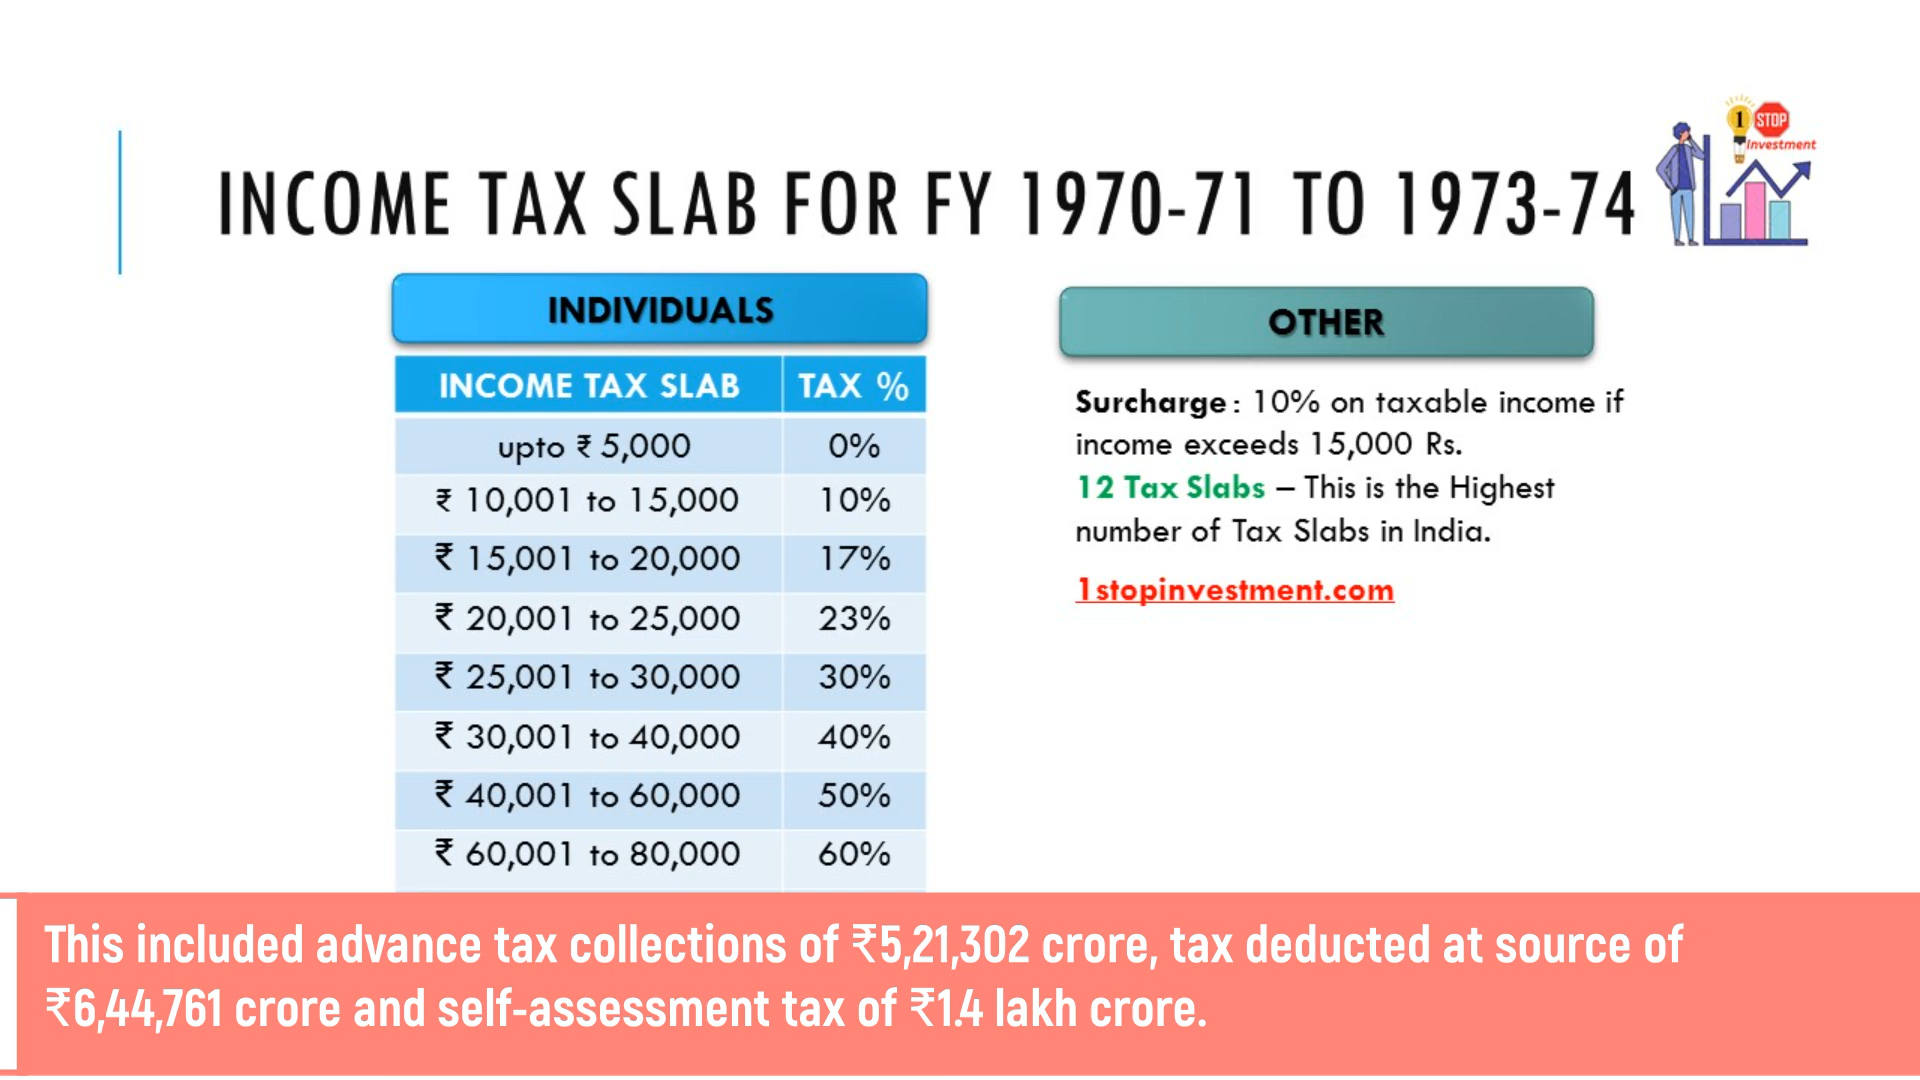 1 STOP
Investment
INCOME TAX SLAB FOR FY 1970-71 TO 1973-74
INDIVIDUALS
INCOME TAX SLAB TAX %
upto ₹ 5,000 0%
₹ 10,001 to 15,000 10%
₹ 15,001 to 20,000 17%
₹ 20,001 to 25,000 23%
₹ 25,001 to 30,000 30%
₹ 30,001 to 40,000 40%
₹ 40,001 to 60,000 50%
₹ 60,001 to 80,000 60%
OTHER
Surcharge : 10% on taxable income if
income exceeds 15,000 Rs.
12 Tax Slabs – This is the Highest
number of Tax Slabs in India.
1stopinvestment.com
This included advance tax collections of ₹5,21,302 crore, tax deducted at source of
₹6,44,761 crore and self-assessment tax of ₹1.4 lakh crore.